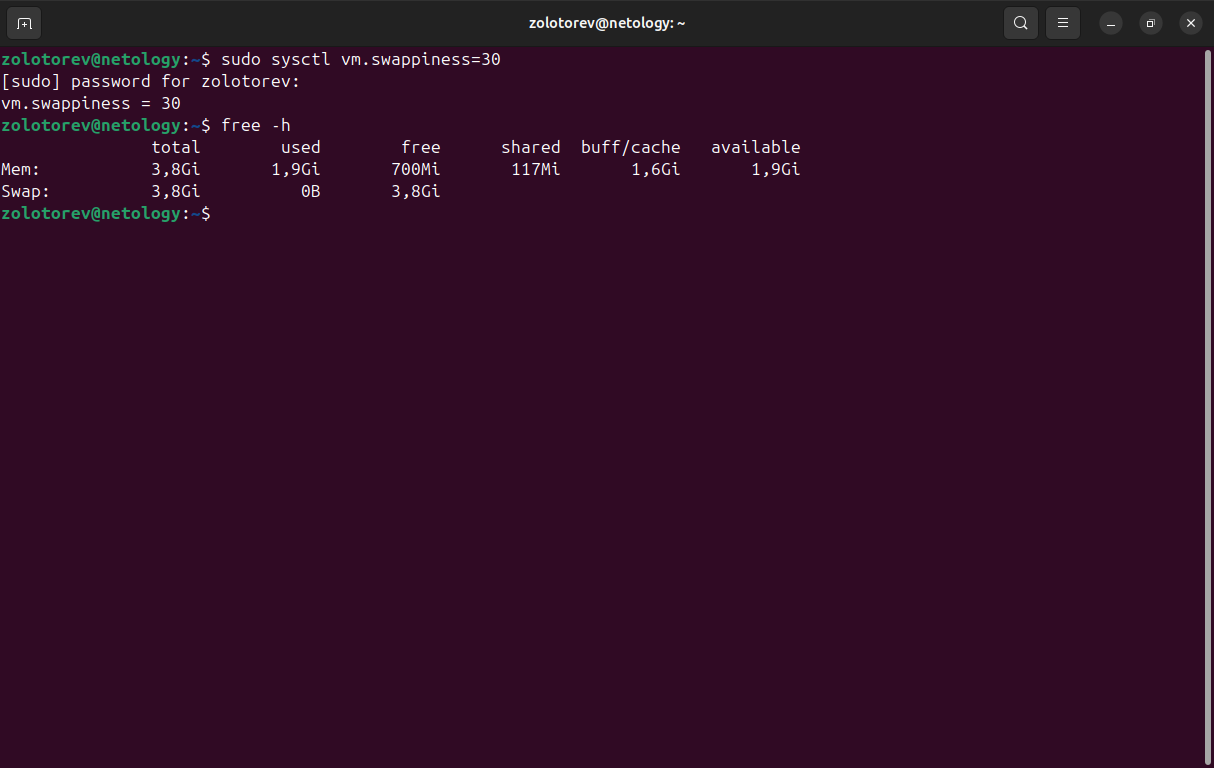 zolotorev@netology: ~
zolotorev@netology:~$ sudo sysctl vm.swappiness=30
[sudo] password for zolotorev:
vm.swappiness = 30
zolotorev@netology:~$ free -h
               total        used        free      shared  buff/cache   available
Mem:           3,8Gi       1,9Gi       700Mi       117Mi       1,6Gi       1,9Gi
Swap:          3,8Gi          0B       3,8Gi
zolotorev@netology:~$